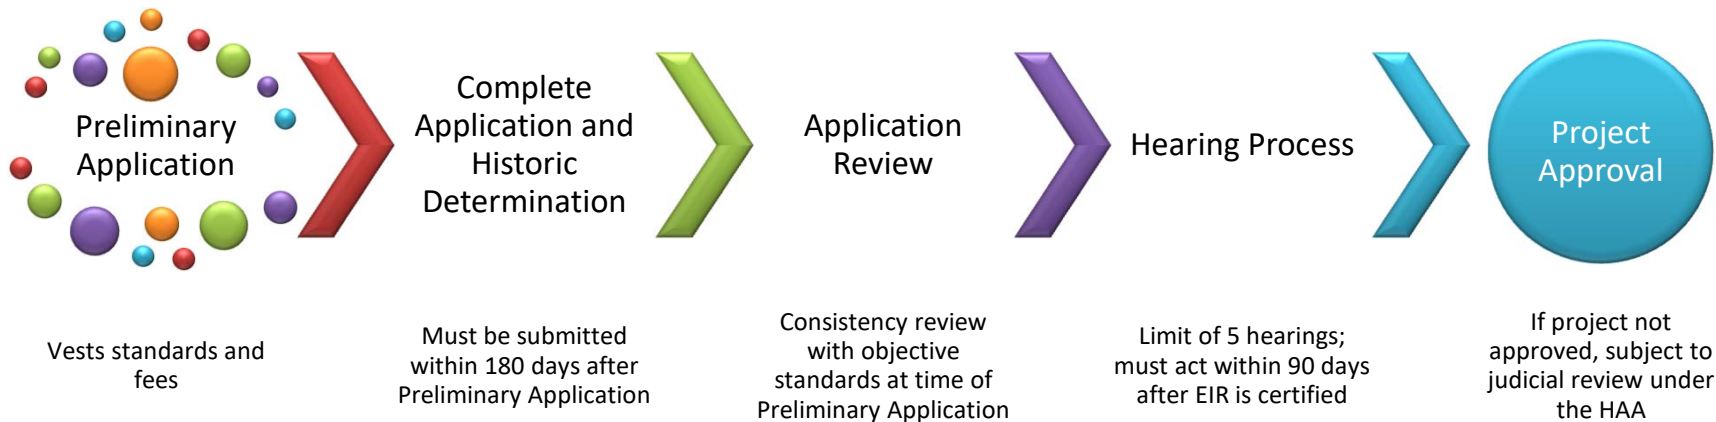 Preliminary
Application
Complete
Application and
Historic
Determination
Application
Review
Hearing Process
Project
Approval
Vests standards and
fees
Must be submitted
within 180 days after
Preliminary Application
Consistency review
with objective
standards at time of
Preliminary Application
Limit of 5 hearings;
must act within 90 days
after EIR is certified
If project not
approved, subject to
judicial review under
the HAA